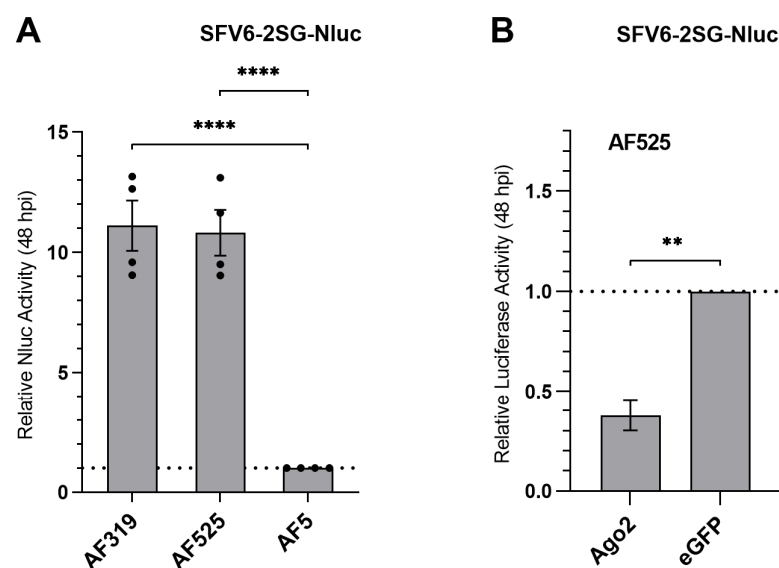 A
SFV6-2SG-Nluc
****
****
Relative Nluc Activity (48 hpi)
15
10
5
0
AF319
AF525
AF5
B
SFV6-2SG-Nluc
AF525
**
Relative Luciferase Activity (48 hpi)
1.5
1.0
0.5
0.0
Ago2
eGFP